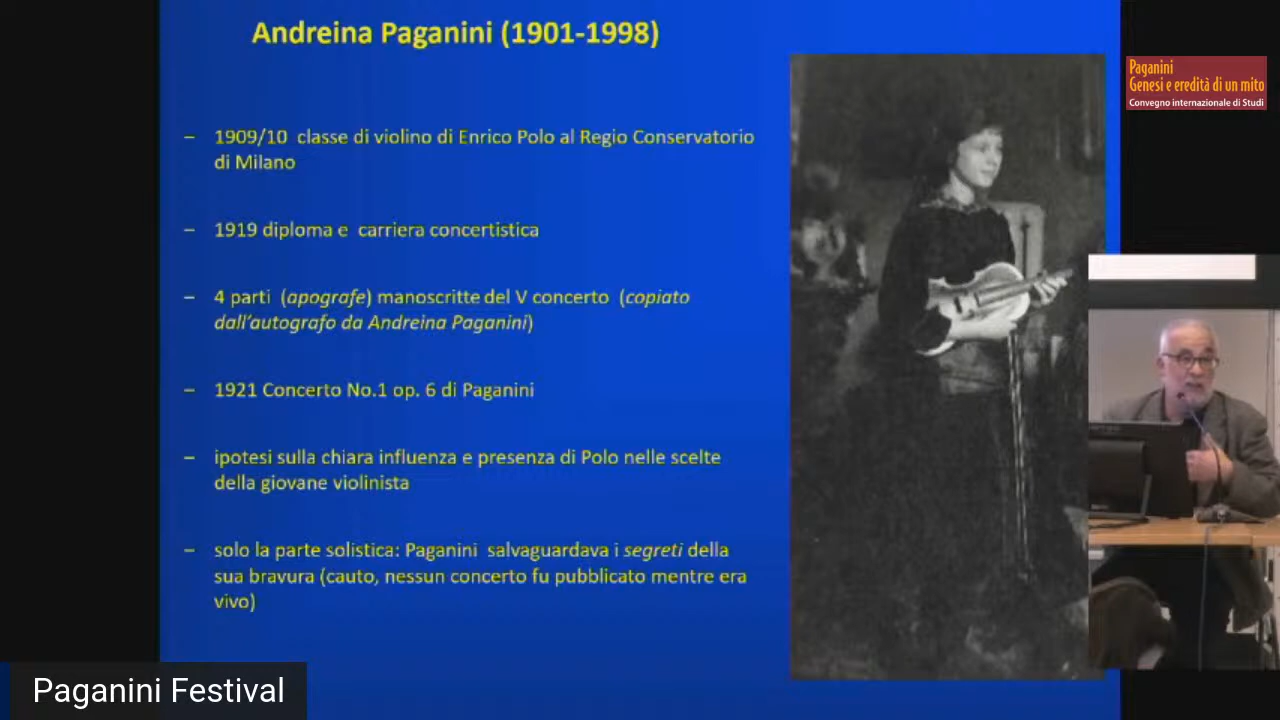 Andreina Paganini (1901-1998)
– 1909/10 classe di violino di Enrico Polo al Regio Conservatorio
di Milano
– 1919 diploma e carriera concertistica
– 4 parti (apografe) manoscritte del V concerto (copiato
dall'autografo da Andreina Paganini)
– 1921 Concerto No.1 op. 6 di Paganini
– ipotesi sulla chiara influenza e presenza di Polo nelle scelte
della giovane violinista
– solo la parte solistica: Paganini salvaguardava i segreti della
sua bravura (cauto, nessun concerto fu pubblicato mentre era
vivo)
Paganini
Genesi e eredità di un mito
Convegno internazionale di Studi
Paganini Festival